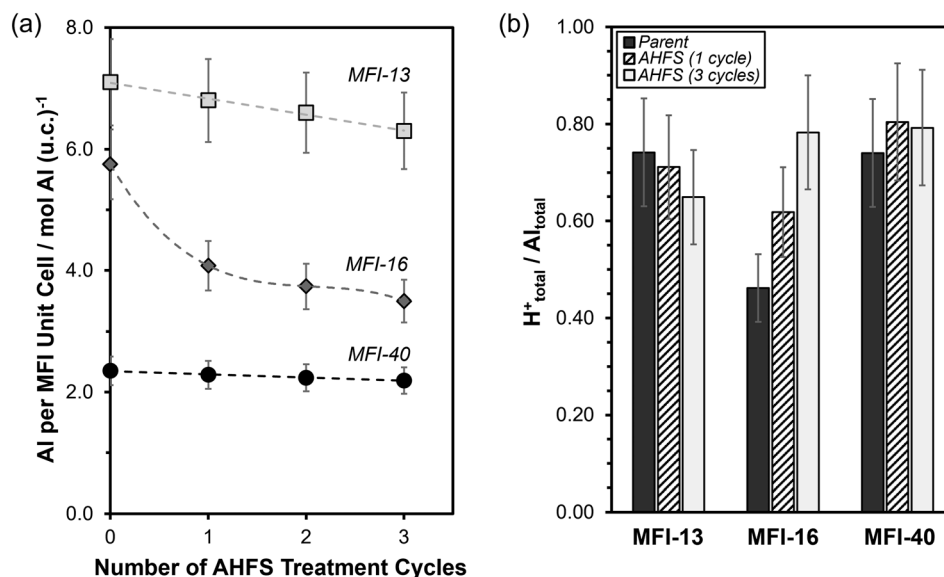 (a)
Al per MFI Unit Cell / mol Al (u.c.)⁻¹
8.0
6.0
4.0
2.0
0.0
MFI-13
MFI-16
MFI-40
0 1 2 3
Number of AHFS Treatment Cycles
(b)
H⁺total / Altotal
1.00
0.80
0.60
0.40
0.20
0.00
Parent
AHFS (1 cycle)
AHFS (3 cycles)
MFI-13 MFI-16 MFI-40